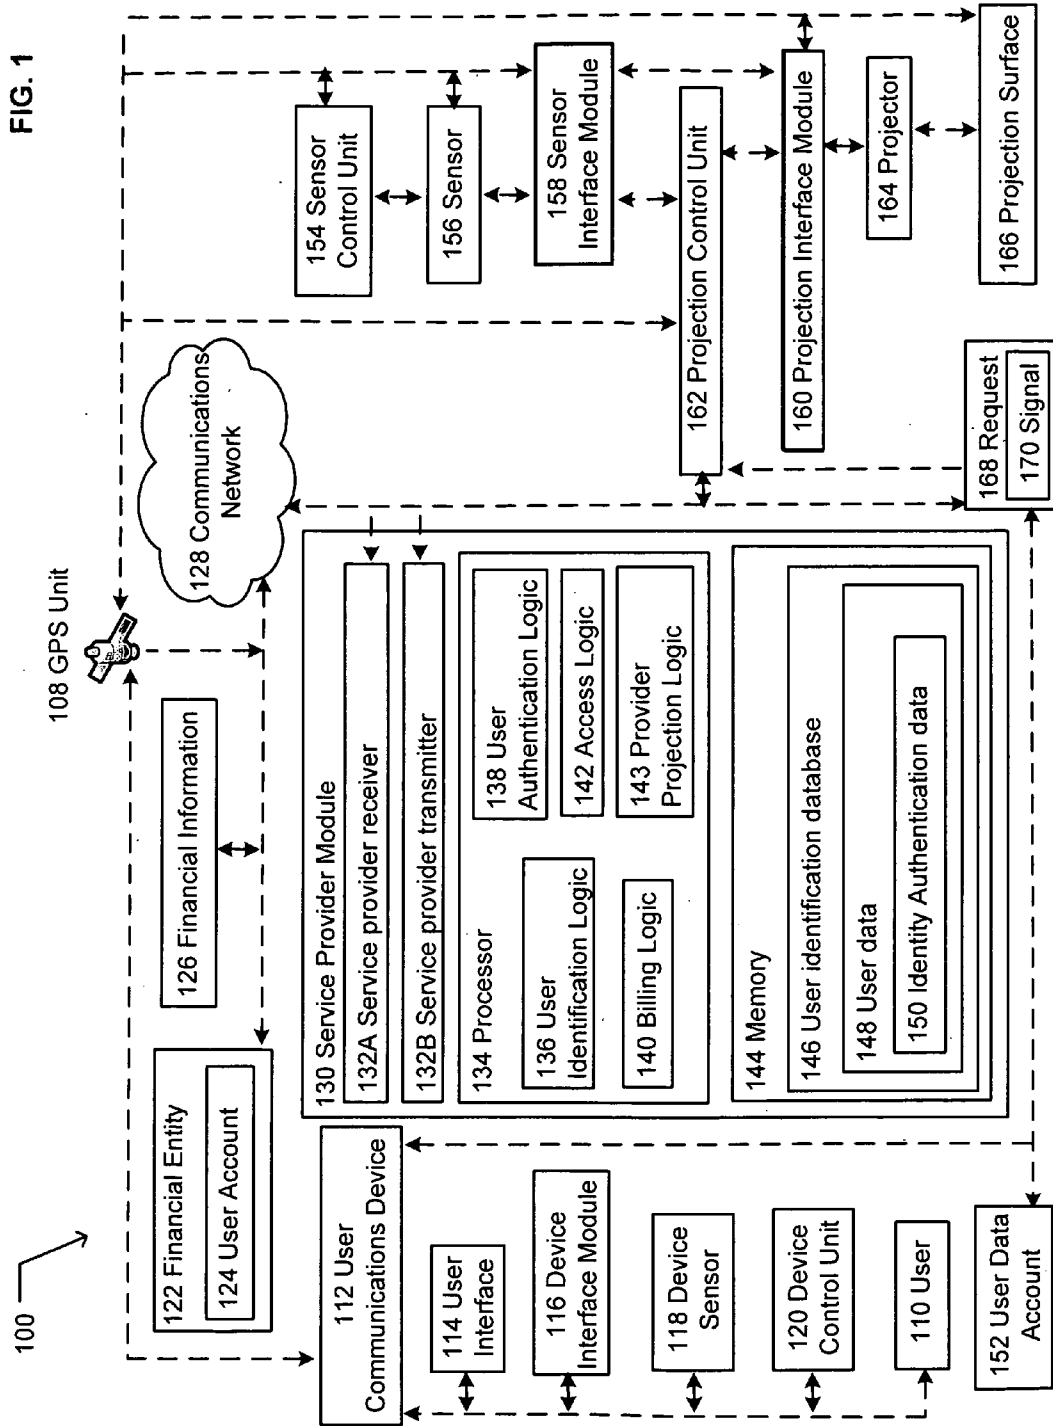 FIG. 1
100
108 GPS Unit
122 Financial Entity
124 User Account
126 Financial Information
128 Communications
Network
112 User
Communications Device
114 User
Interface
116 Device
Interface Module
118 Device
Sensor
120 Device
Control Unit
110 User
152 User Data
Account
130 Service Provider Module
132A Service provider receiver
132B Service provider transmitter
134 Processor
136 User
Identification Logic
138 User
Authentication Logic
140 Billing Logic
142 Access Logic
143 Provider
Projection Logic
144 Memory
146 User identification database
148 User data
150 Identity Authentication data
154 Sensor
Control Unit
156 Sensor
158 Sensor
Interface Module
162 Projection Control Unit
160 Projection Interface Module
164 Projector
166 Projection Surface
168 Request
170 Signal